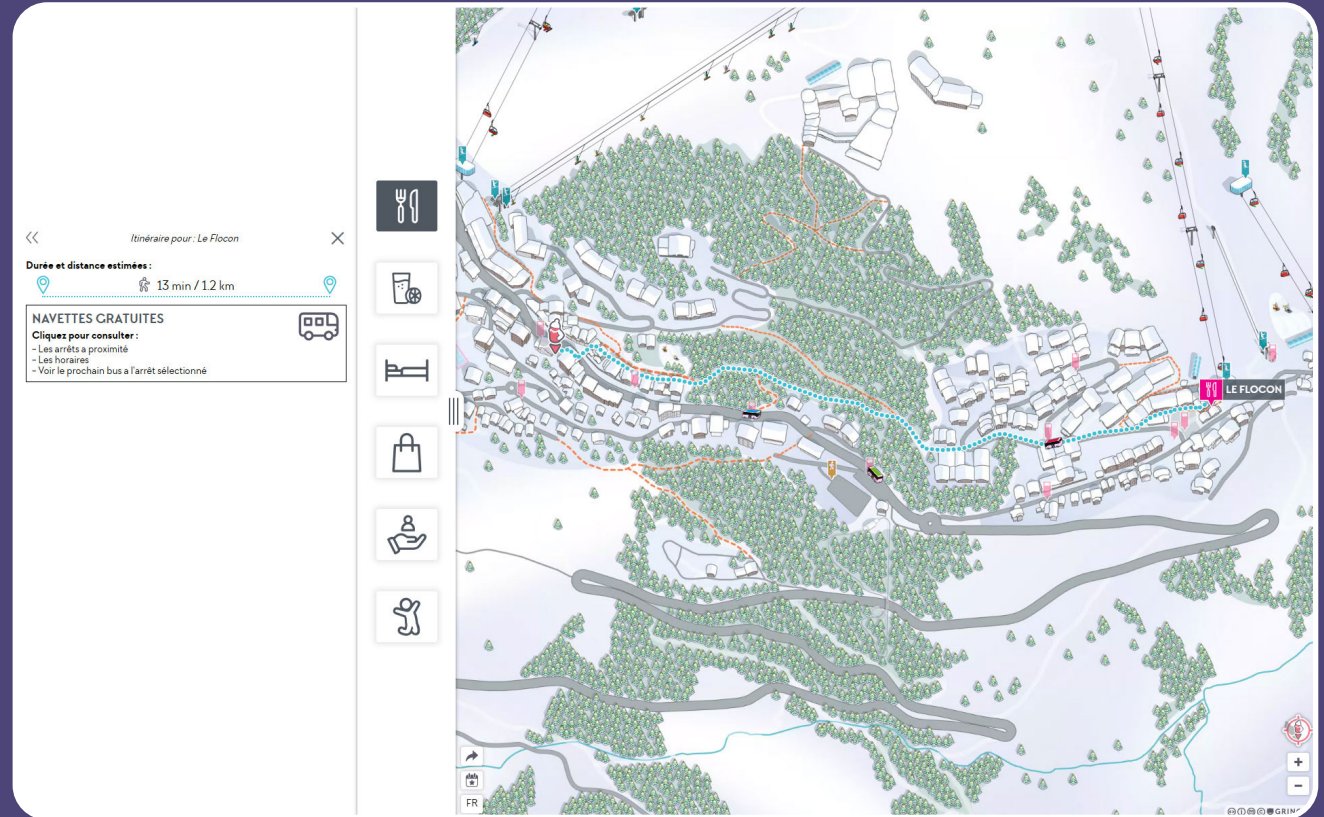 Itinéraire pour : Le Flocon
Durée et distance estimées :
13 min / 1.2 km
NAVETTES GRATUITES
Cliquez pour consulter :
- Les arrêts a proximité
- Les horaires
- Voir le prochain bus a l'arrêt sélectionné
LE FLOCON
FR